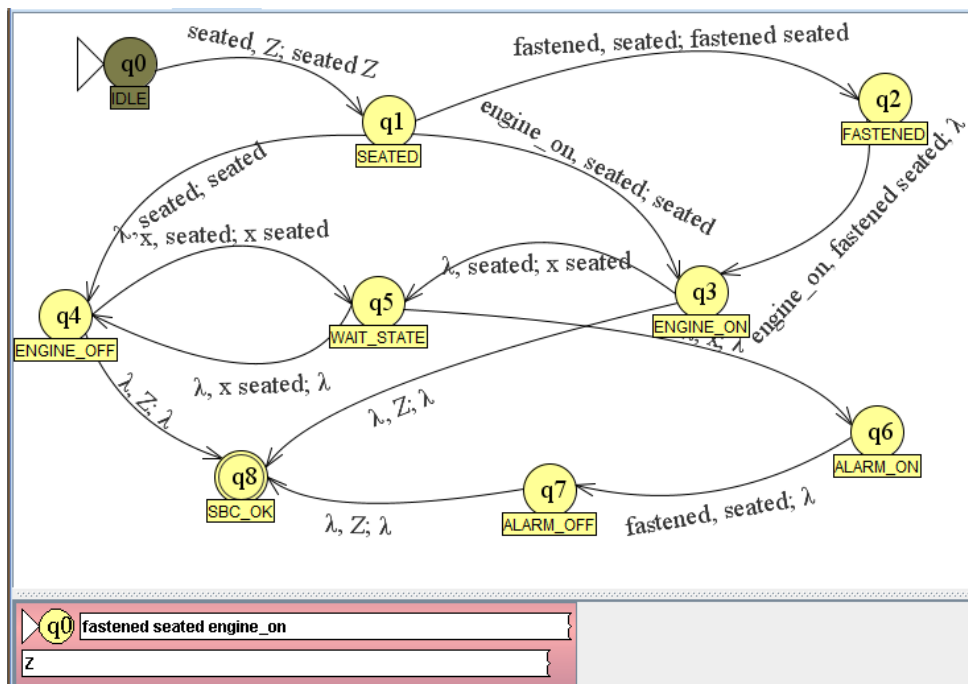 seated, Z; seated Z
fastened, seated; fastened seated
q0
IDLE
q1
SEATED
q2
FASTENED
engine_on, seated; seated
λ, seated; seated
x, seated; x seated
λ, seated; x seated
engine_on, fastened seated; λ
q4
ENGINE_OFF
q5
WAIT_STATE
q3
ENGINE_ON
x, λ
λ, x seated; λ
λ, Z; λ
λ, Z; λ
q6
ALARM_ON
q8
SBC_OK
q7
ALARM_OFF
λ, Z; λ
fastened, seated; λ
q0 fastened seated engine_on
Z